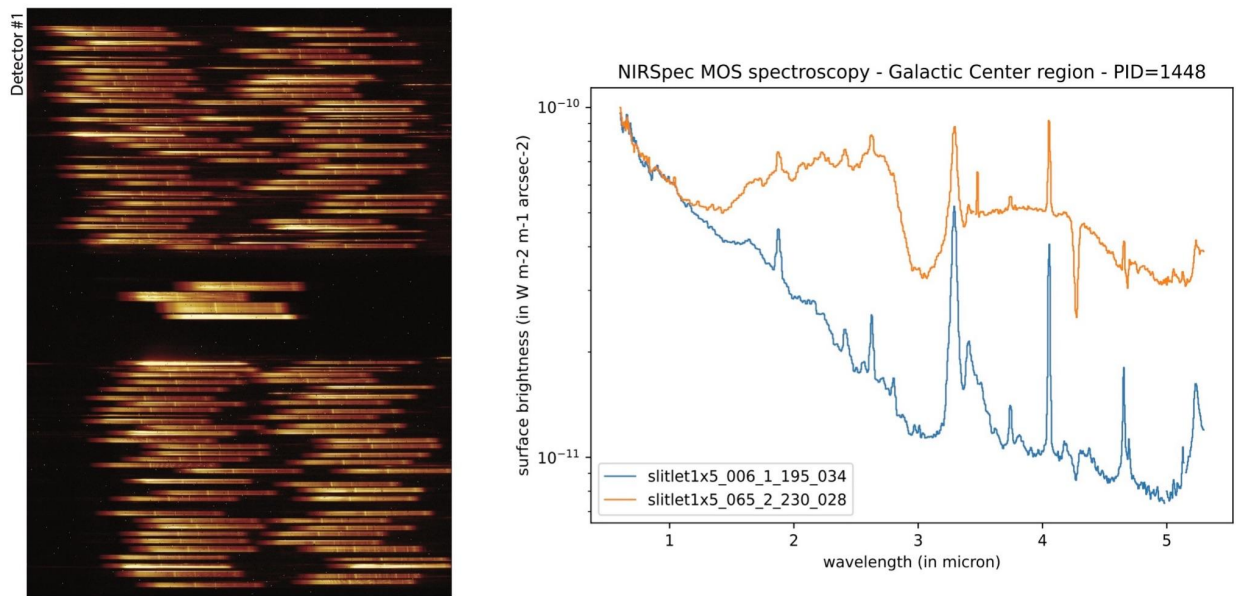 Detector #1
NIRSpec MOS spectroscopy - Galactic Center region - PID=1448
surface brightness (in W m-2 m-1 arcsec-2)
10⁻¹⁰
10⁻¹¹
slitlet1x5_006_1_195_034
slitlet1x5_065_2_230_028
1 2 3 4 5
wavelength (in micron)